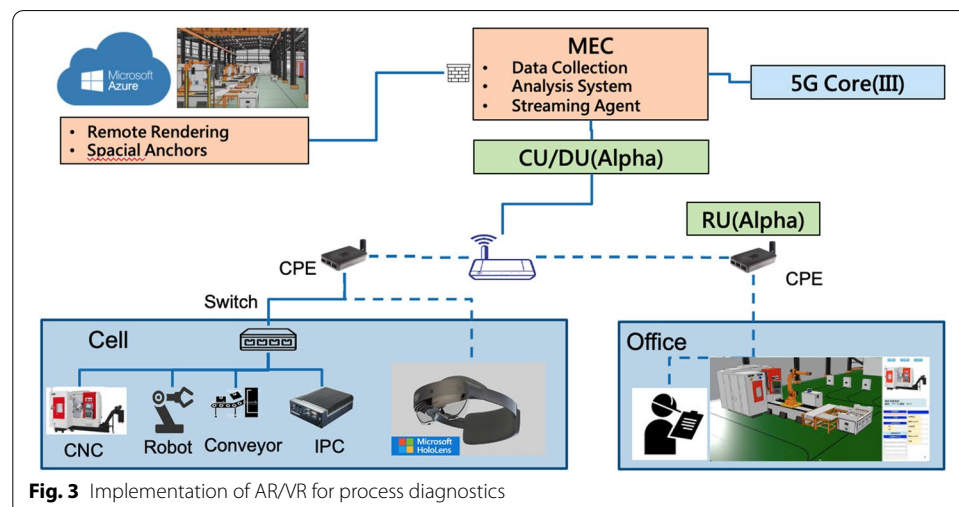 Microsoft
Azure
• Remote Rendering
• Spacial Anchors
MEC
• Data Collection
• Analysis System
• Streaming Agent
5G Core(III)
CU/DU(Alpha)
RU(Alpha)
CPE
CPE
Switch
Cell
CNC
Robot
Conveyor
IPC
Microsoft
HoloLens
Office
Fig. 3 Implementation of AR/VR for process diagnostics